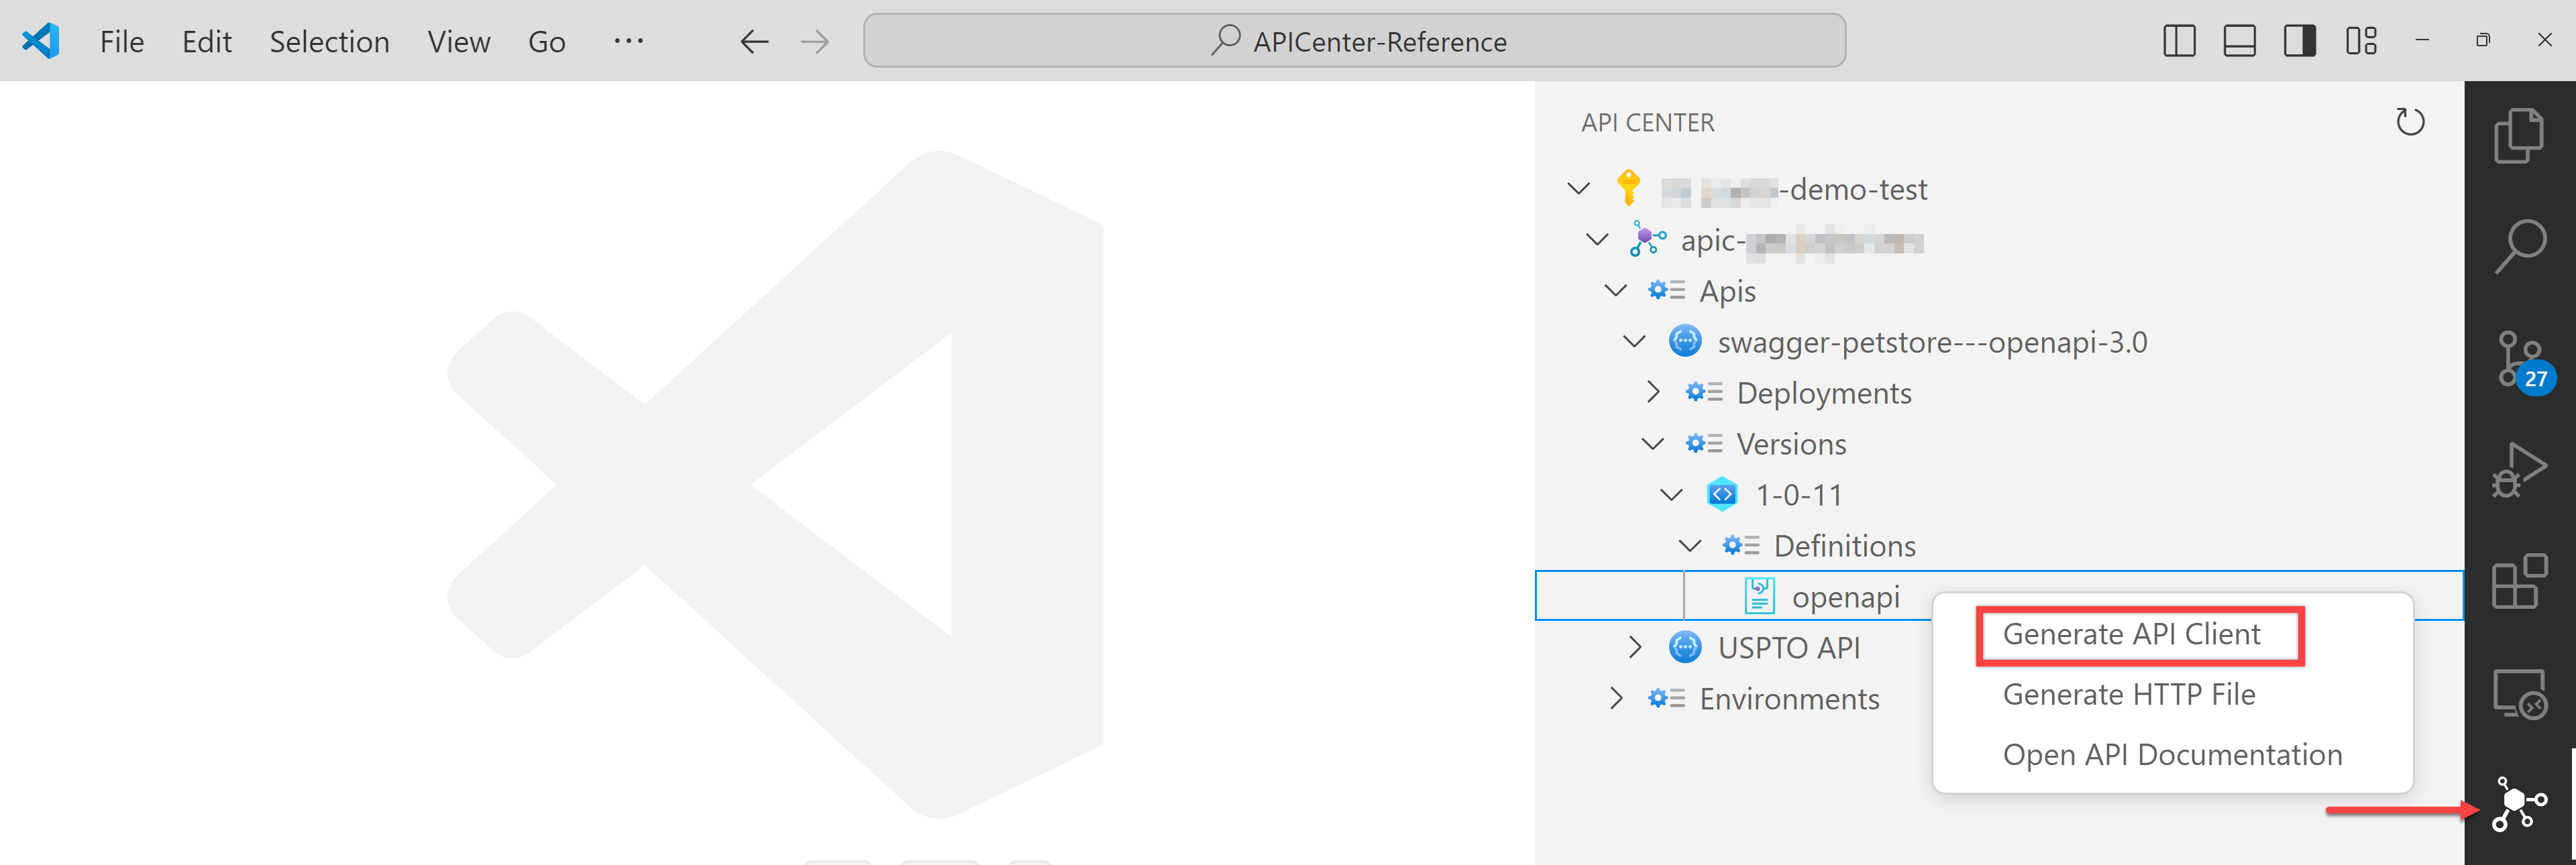 File Edit Selection View Go ··· APICenter-Reference
API CENTER
-demo-test
apic-
Apis
swagger-petstore---openapi-3.0
Deployments
27
Versions
1-0-11
Definitions
openapi
Generate API Client
USPTO API
Generate HTTP File
Environments
Open API Documentation